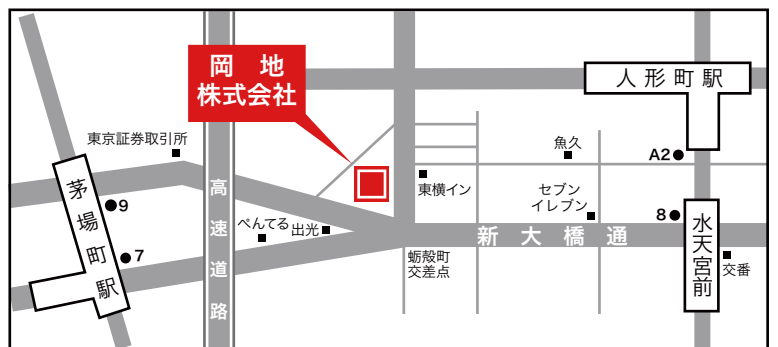 岡 地
株式会社
人形町駅
東京証券取引所
魚久
A2
茅場町駅
9
7
高速道路
東横イン
セブン
イレブン
8
ぺんてる
出光
新大橋通
水天宮前
蛎殻町
交差点
交番